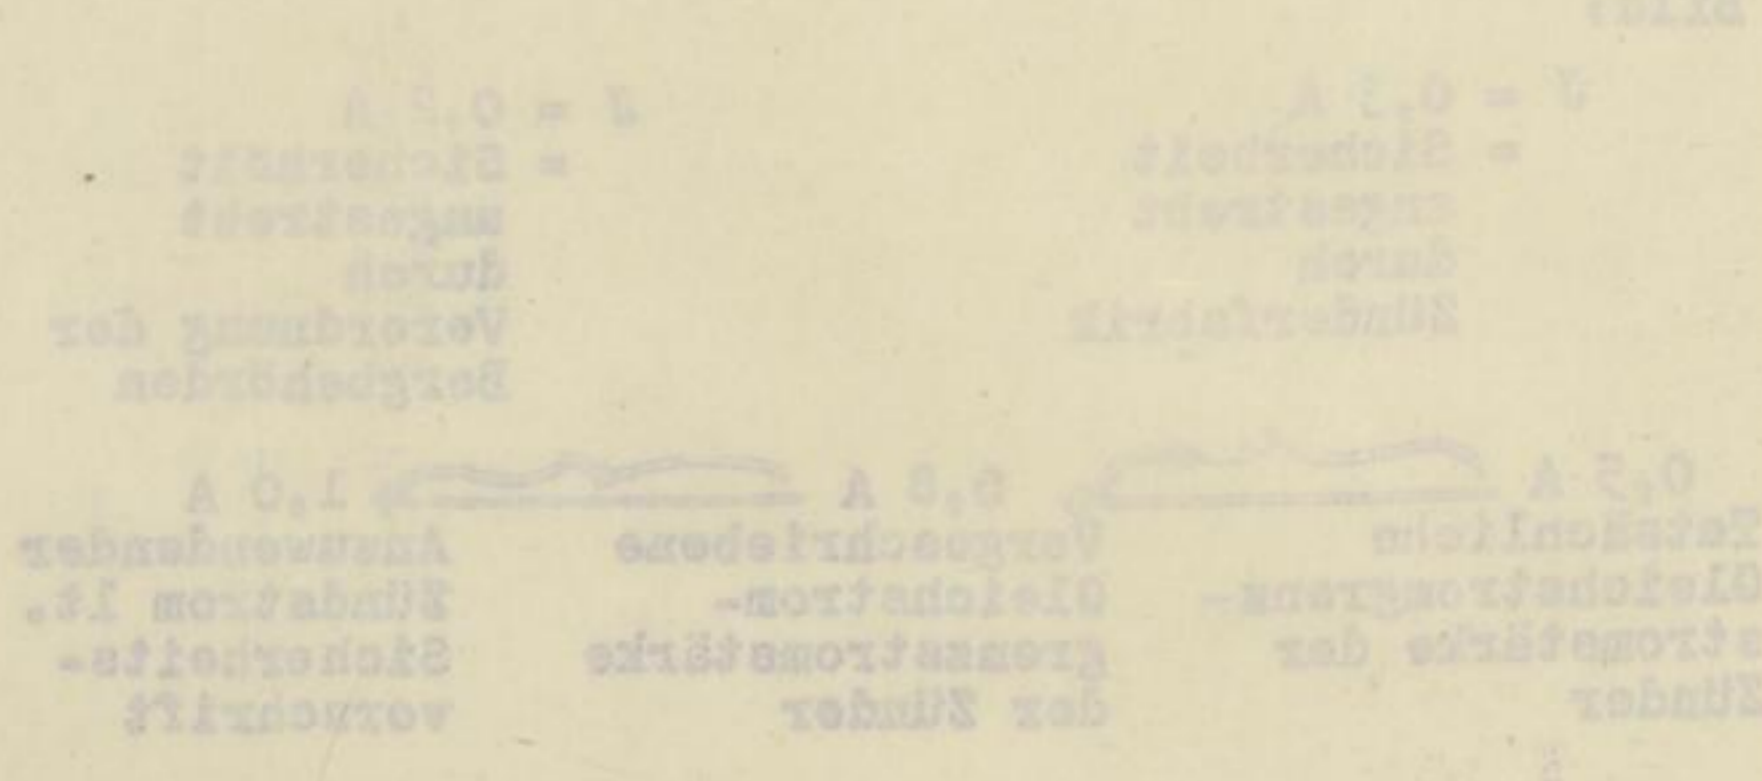 Bild:
J = 0,3 A
= Sicherheit
angestrebt
durch
Zünderfabrik
J = 0,2 A
= Sicherheit
angestrebt
durch
Verordnung der
Bergbehörden
0,5 A
Tatsächliche
Gleichstromgrenz-
stromstärke der
Zünder
0,8 A
Vorgeschriebene
Gleichstrom-
grenzstromstärke
der Zünder
1,0 A
Anzuwendender
Zündstrom lt.
Sicherheits-
vorschrift